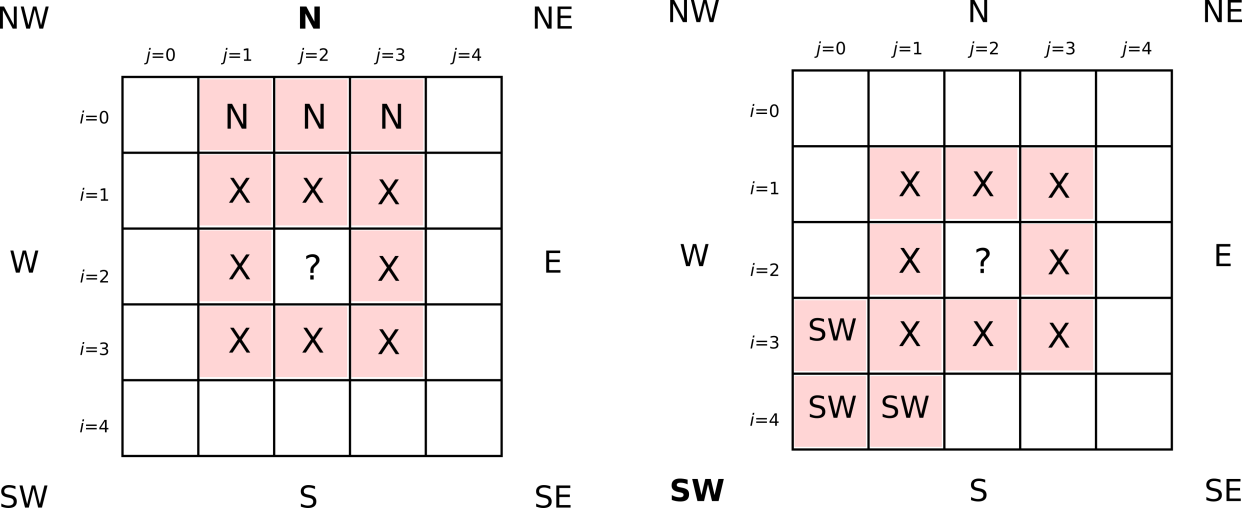 NW N NE
j=0 j=1 j=2 j=3 j=4
i=0 N N N
i=1 X X X
W i=2 X ? X E
i=3 X X X
i=4
SW S SE
NW N NE
j=0 j=1 j=2 j=3 j=4
i=0
i=1 X X X
W i=2 X ? X E
i=3 SW X X X
i=4 SW SW
SW S SE